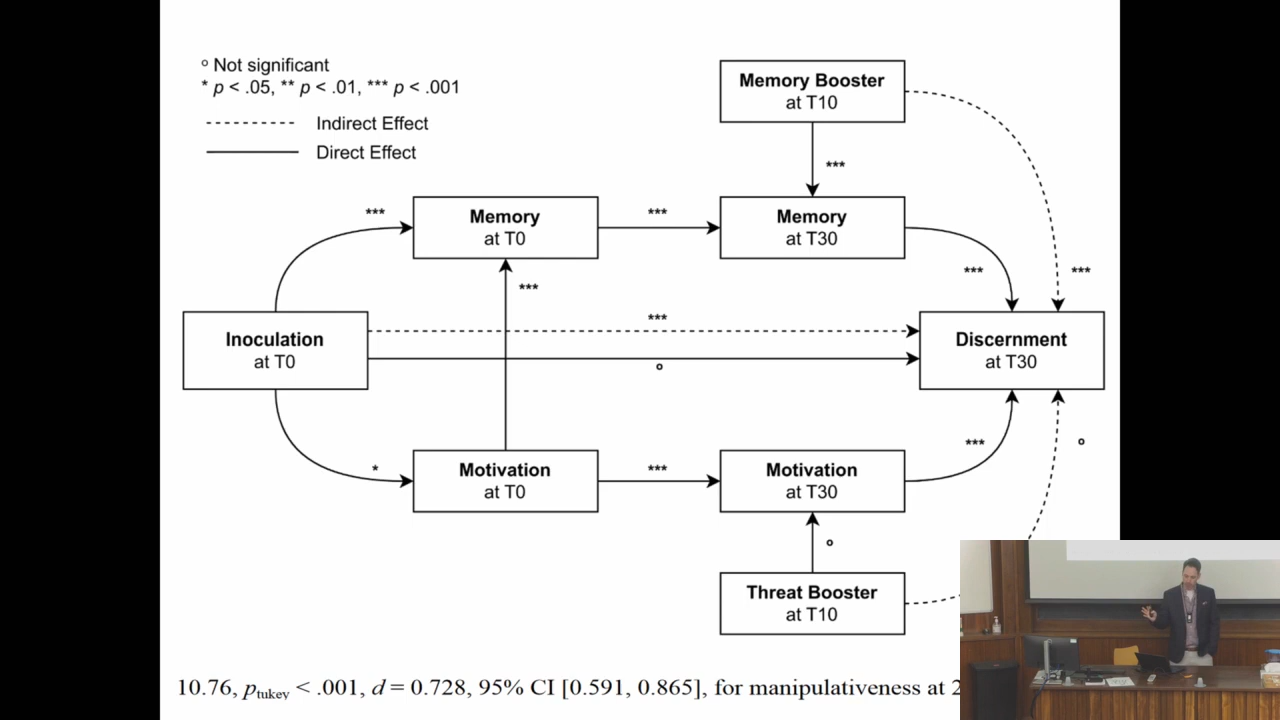 ° Not significant
* p < .05, ** p < .01, *** p < .001
Indirect Effect
Direct Effect
Memory Booster
at T10
***
***
Memory
at T0
***
Memory
at T30
***
***
***
Inoculation
at T0
***
°
Discernment
at T30
*
Motivation
at T0
***
Motivation
at T30
***
°
°
Threat Booster
at T10
10.76, ptukey < .001, d = 0.728, 95% CI [0.591, 0.865], for manipulativeness at 2